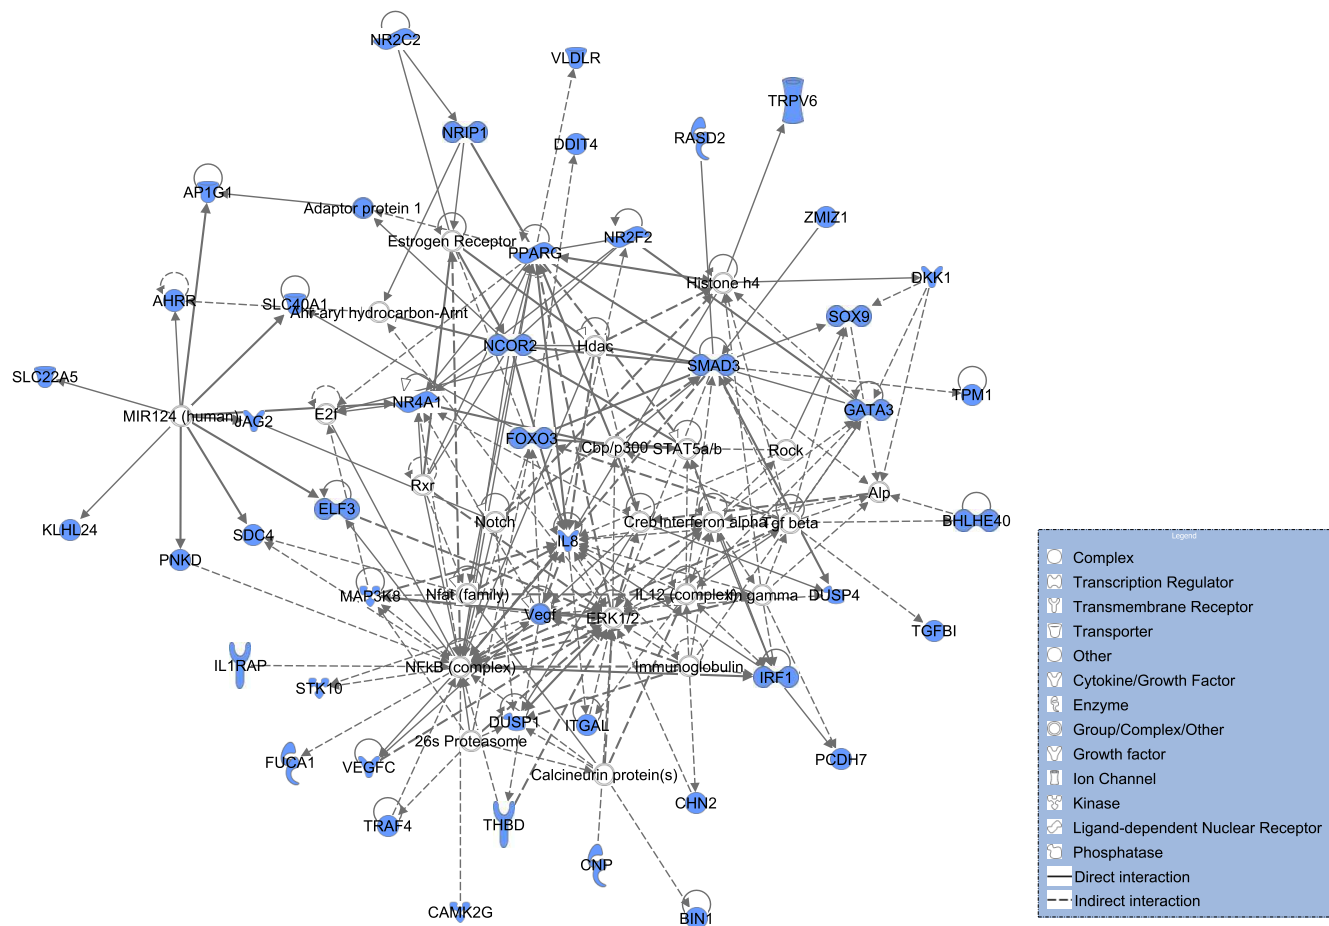 NR2C2
VLDLR
TRPV6
NRIP1
DDIT4
RASD2
AP1G1
Adaptor protein 1
ZMIZ1
Estrogen Receptor
PPARG
NR2F2
Histone h4
DKK1
AHRR
SLC40A1
Ahr-aryl hydrocarbon-Arnt
SOX9
NCOR2
Hdac
SMAD3
SLC22A5
TPM1
MIR124 (human)
JAG2
E2f
NR4A1
GATA3
FOXO3
Cbp/p300
STAT5a/b
Rock
Rxr
Alp
ELF3
Notch
Creb
Interferon alpha
Tgf beta
BHLHE40
KLHL24
SDC4
IL8
PNKD
MAP3K8
Nfat (family)
Vegf
ERK1/2
IL12 (complex)
Ifn gamma
DUSP4
TGFBI
IL1RAP
NFkB (complex)
Immunoglobulin
IRF1
STK10
DUSP1
ITGAL
26s Proteasome
FUCA1
VEGFC
Calcineurin protein(s)
PCDH7
TRAF4
THBD
CHN2
CNP
CAMK2G
BIN1
Legend
Complex
Transcription Regulator
Transmembrane Receptor
Transporter
Other
Cytokine/Growth Factor
Enzyme
Group/Complex/Other
Growth factor
Ion Channel
Kinase
Ligand-dependent Nuclear Receptor
Phosphatase
Direct interaction
Indirect interaction